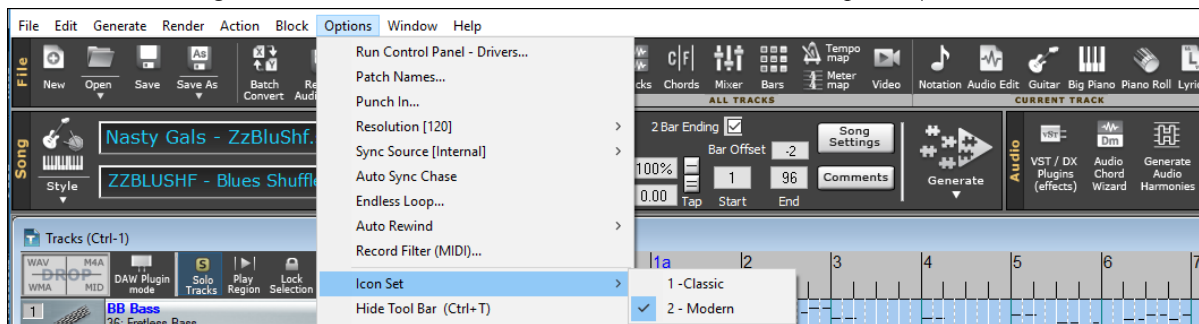 File Edit Generate Render Action Block Options Window Help
File
New
Open
Save
As
Save As
Batch
Convert
Run Control Panel - Drivers...
Patch Names...
Punch In...
Resolution [120]
Sync Source [Internal]
Auto Sync Chase
Endless Loop...
Auto Rewind
Record Filter (MIDI)...
Icon Set
Hide Tool Bar (Ctrl+T)
1 -Classic
2 - Modern
C F
Chords
Mixer
Bars
Tempo
map
Meter
map
Video
ALL TRACKS
Notation
Audio Edit
Guitar
Big Piano
Piano Roll
CURRENT TRACK
Song
Style
Nasty Gals - ZzBluShf.
ZZBLUSHF - Blues Shuffle
2 Bar Ending
Bar Offset -2
100%
0.00
Tap
1
Start
96
End
Song
Settings
Comments
Generate
Audio
VST
VST / DX
Plugins
(effects)
Dm
Audio
Chord
Wizard
Generate
Audio
Harmonies
Tracks (Ctrl-1)
WAV M4A
DROP
WMA MID
DAW Plugin
mode
S
Solo
Tracks
Play
Region
Lock
Selection
1a 2 3 4 5 6 7
1
BB Bass
36: Fretless Bass